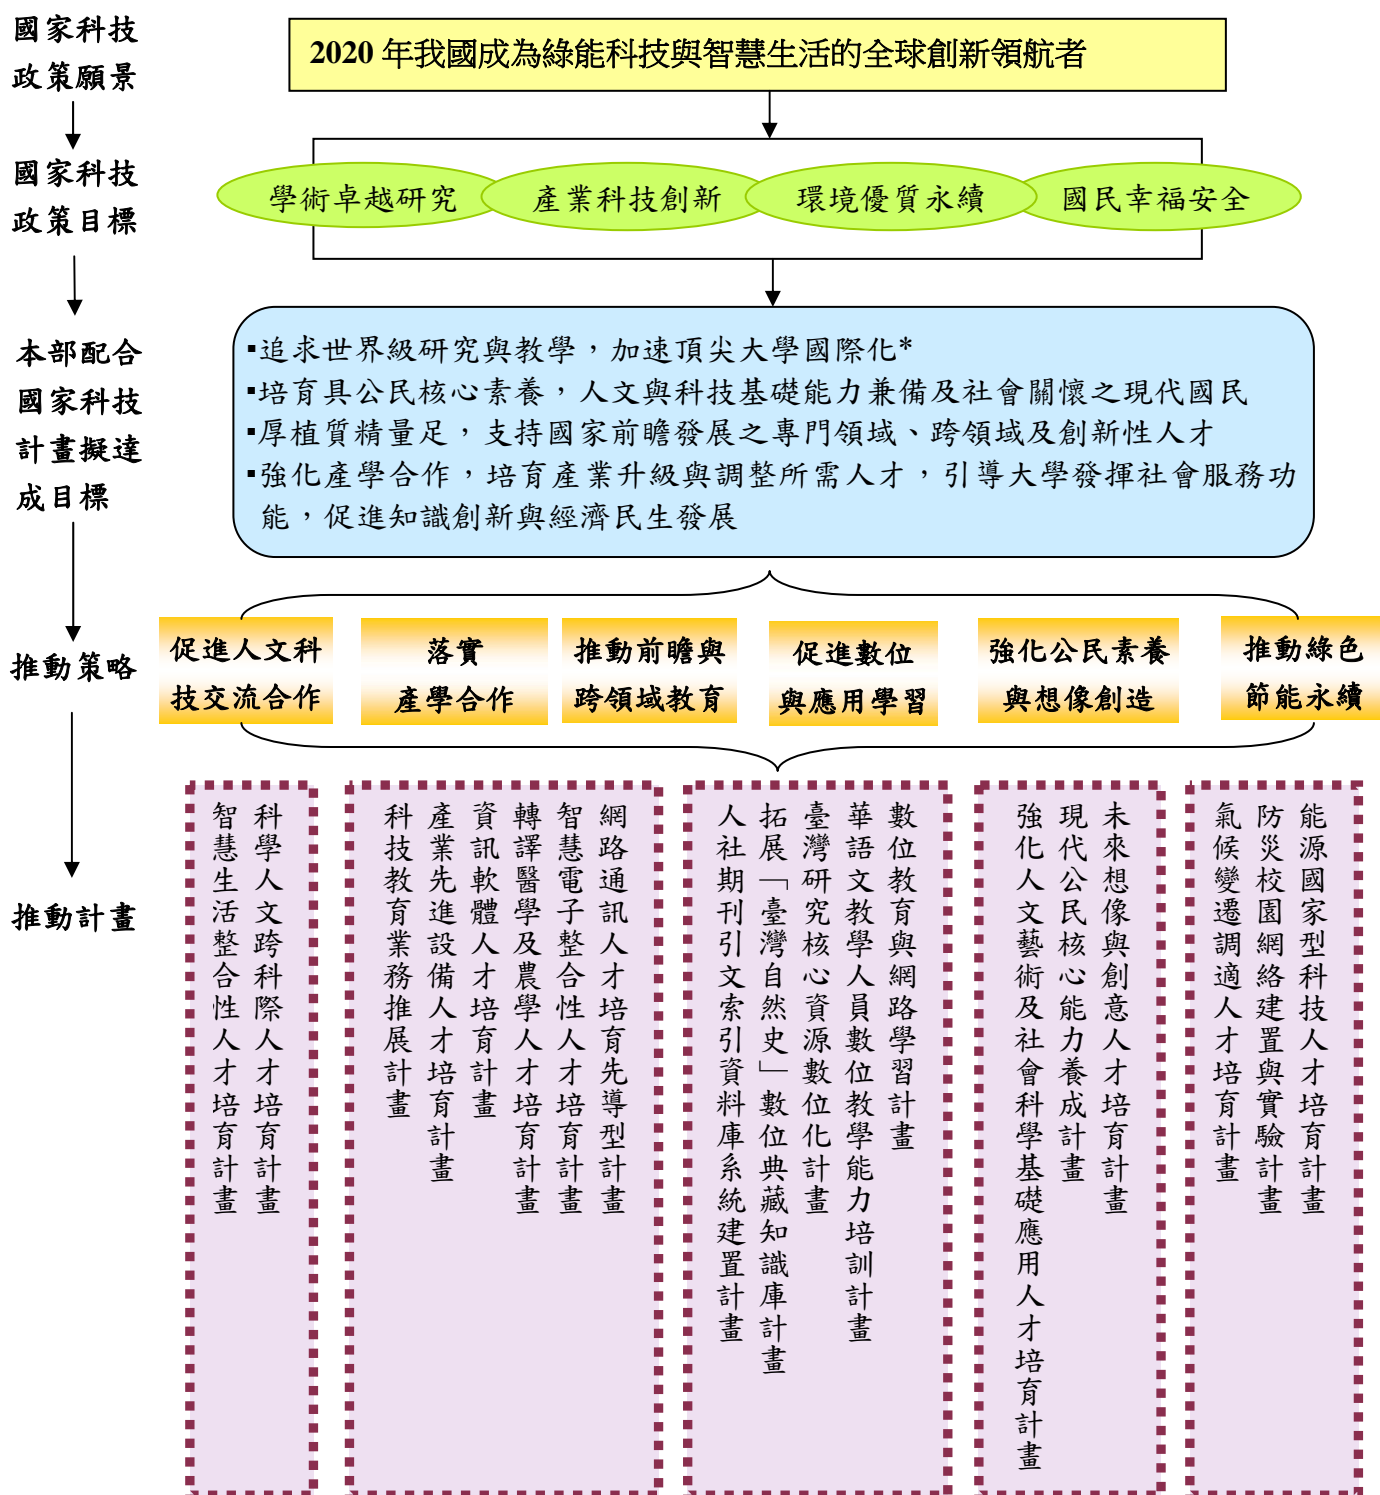 國家科技
政策願景
2020 年我國成為綠能科技與智慧生活的全球創新領航者
國家科技
政策目標
學術卓越研究
產業科技創新
環境優質永續
國民幸福安全
本部配合
國家科技
計畫擬達
成目標
▪追求世界級研究與教學，加速頂尖大學國際化*
▪培育具公民核心素養，人文與科技基礎能力兼備及社會關懷之現代國民
▪厚植質精量足，支持國家前瞻發展之專門領域、跨領域及創新性人才
▪強化產學合作，培育產業升級與調整所需人才，引導大學發揮社會服務功
能，促進知識創新與經濟民生發展
推動策略
促進人文科
技交流合作
落實
產學合作
推動前瞻與
跨領域教育
促進數位
與應用學習
強化公民素養
與想像創造
推動綠色
節能永續
推動計畫
科學人文跨科際人才培育計畫
智慧生活整合性人才培育計畫
網路通訊人才培育先導型計畫
智慧電子整合性人才培育計畫
轉譯醫學及農學人才培育計畫
資訊軟體人才培育計畫
產業先進設備人才培育計畫
科技教育業務推展計畫
數位教育與網路學習計畫
華語文教學人員數位教學能力培訓計畫
臺灣研究核心資源數位化計畫
拓展「臺灣自然史」數位典藏知識庫計畫
人社期刊引文索引資料庫系統建置計畫
未來想像與創意人才培育計畫
現代公民核心能力養成計畫
強化人文藝術及社會科學基礎應用人才培育計畫
能源國家型科技人才培育計畫
防災校園網絡建置與實驗計畫
氣候變遷調適人才培育計畫